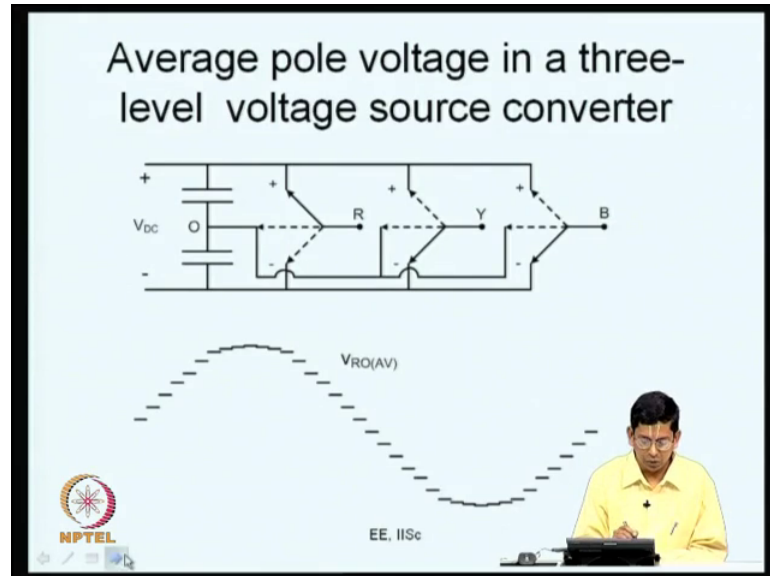 Average pole voltage in a three-
level voltage source converter
+
+ + +
R Y B
VDC O
- - -
-
VRO(AV)
NPTEL
EE, IISc